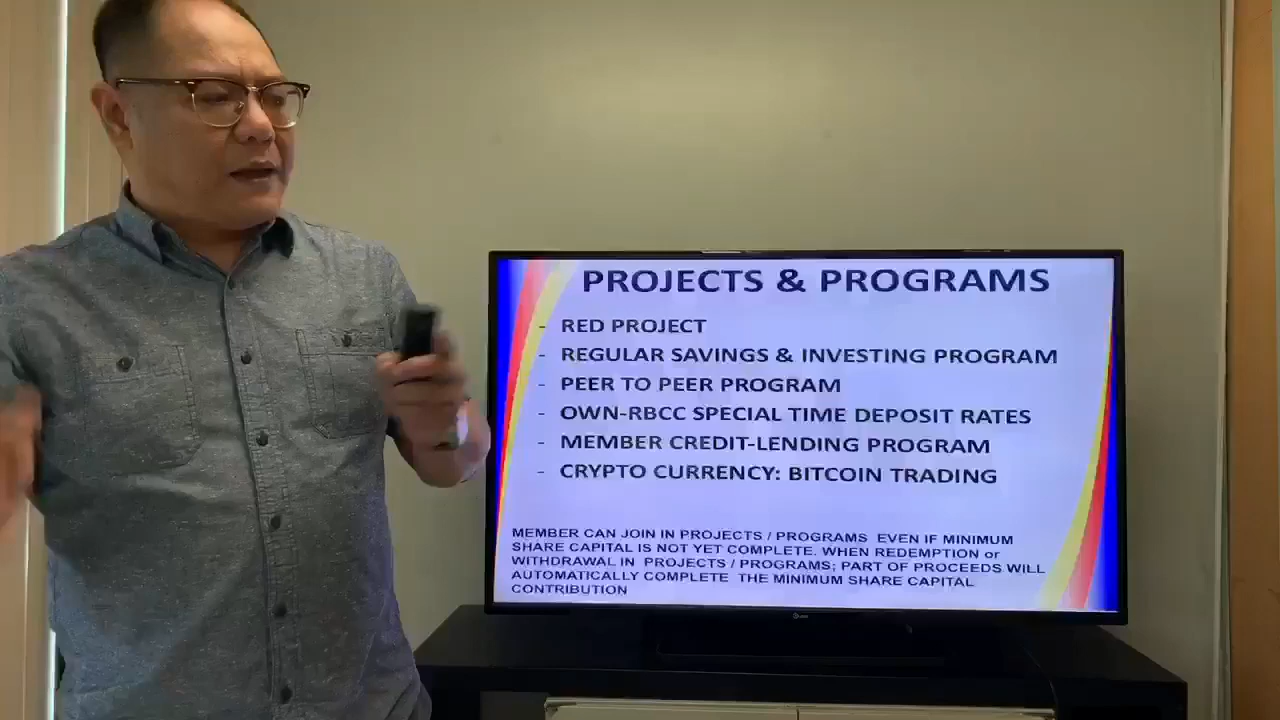 PROJECTS & PROGRAMS
- RED PROJECT
- REGULAR SAVINGS & INVESTING PROGRAM
- PEER TO PEER PROGRAM
- OWN-RBCC SPECIAL TIME DEPOSIT RATES
- MEMBER CREDIT-LENDING PROGRAM
- CRYPTO CURRENCY: BITCOIN TRADING
MEMBER CAN JOIN IN PROJECTS / PROGRAMS EVEN IF MINIMUM
SHARE CAPITAL IS NOT YET COMPLETE. WHEN REDEMPTION or
WITHDRAWAL IN PROJECTS / PROGRAMS; PART OF PROCEEDS WILL
AUTOMATICALLY COMPLETE THE MINIMUM SHARE CAPITAL
CONTRIBUTION